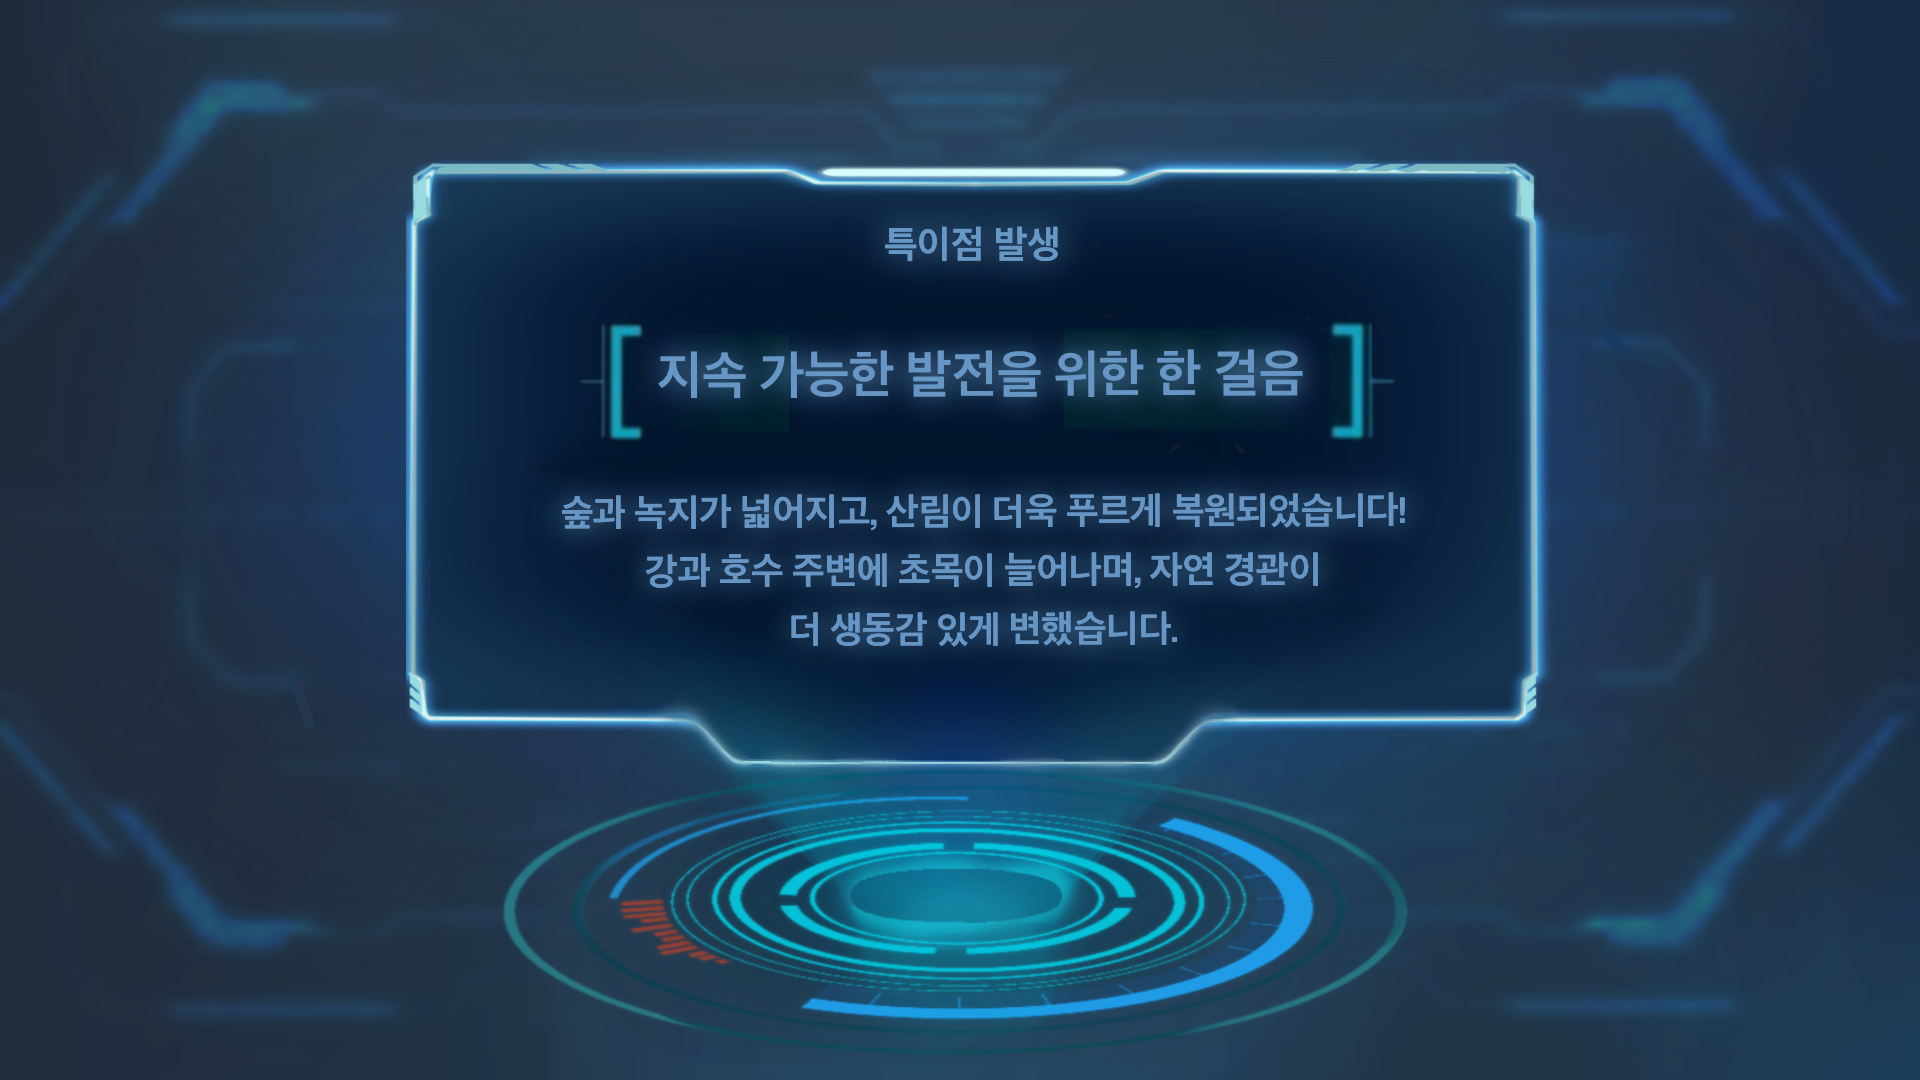 특이점 발생
지속 가능한 발전을 위한 한 걸음
숲과 녹지가 넓어지고, 산림이 더욱 푸르게 복원되었습니다!
강과 호수 주변에 초목이 늘어나며, 자연 경관이
더 생동감 있게 변했습니다.